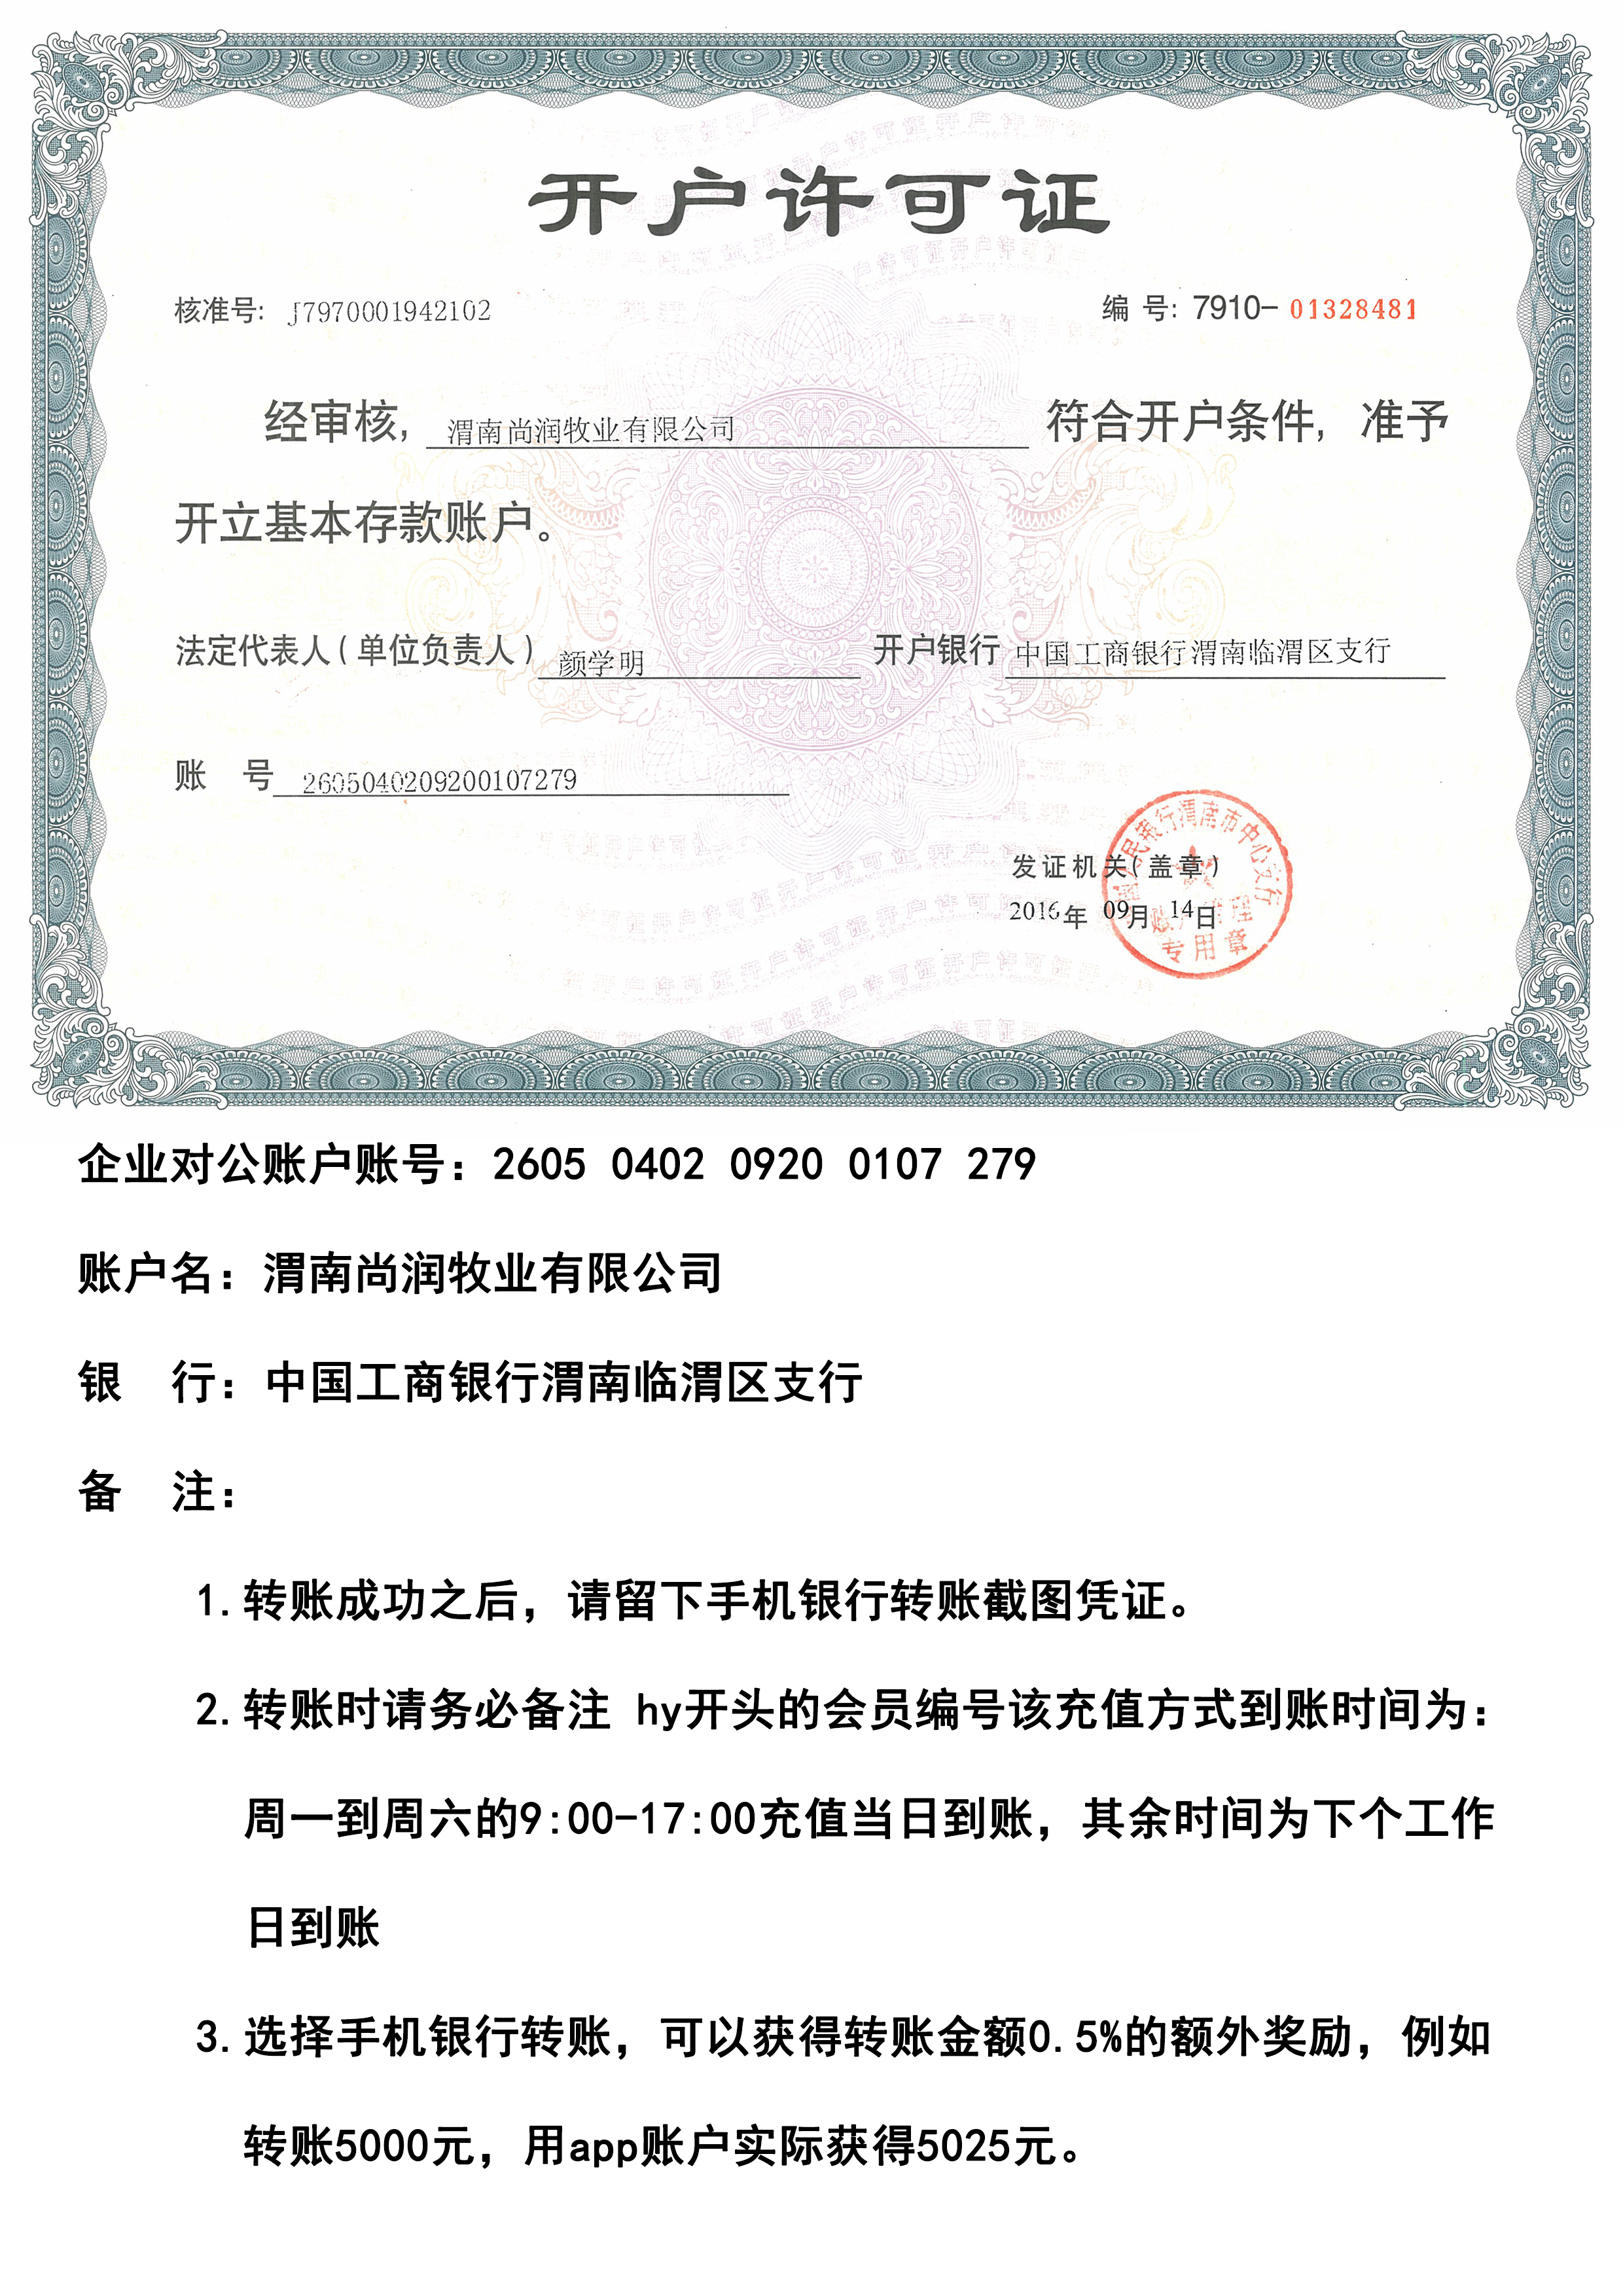 开户许可证
核准号: J7970001942102
编 号: 7910- 01328481
经审核, 渭南尚润牧业有限公司 符合开户条件, 准予
开立基本存款账户。
法定代表人(单位负责人) 颜学明 开户银行 中国工商银行渭南临渭区支行
账 号 2605040209200107279
发证机关(盖章)
2016年 09月 14日
民银行渭南市中心支行
专用章
企业对公账户账号: 2605 0402 0920 0107 279
账户名: 渭南尚润牧业有限公司
银 行: 中国工商银行渭南临渭区支行
备 注:
1. 转账成功之后, 请留下手机银行转账截图凭证。
2. 转账时请务必备注 hy开头的会员编号该充值方式到账时间为:
周一到周六的9:00-17:00充值当日到账, 其余时间为下个工作
日到账
3. 选择手机银行转账, 可以获得转账金额0.5%的额外奖励, 例如
转账5000元, 用app账户实际获得5025元。